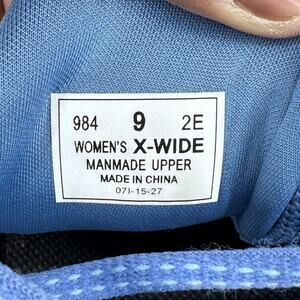 984 9 2E
WOMEN'S X-WIDE
MANMADE UPPER
MADE IN CHINA
07I-15-27